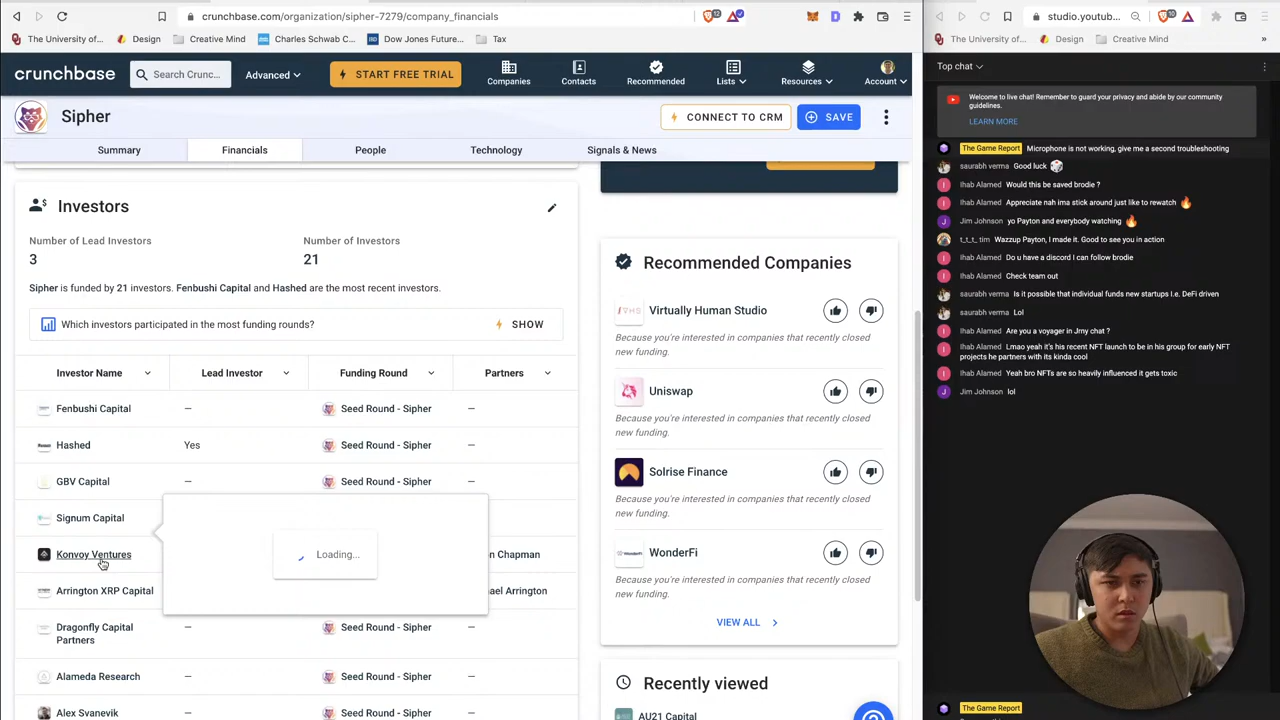 crunchbase.com/organization/sipher-7279/company_financials
12
studio.youtub...
10
The University of...
Design
Creative Mind
Charles Schwab C...
Dow Jones Future...
Tax
The University of...
Design
Creative Mind
»
crunchbase
Search Crunc...
Advanced
START FREE TRIAL
Companies
Contacts
Recommended
Lists
Resources
Account
Sipher
CONNECT TO CRM
SAVE
Summary
Financials
People
Technology
Signals & News
Investors
Number of Lead Investors
Number of Investors
3
21
Sipher is funded by 21 investors. Fenbushi Capital and Hashed are the most recent investors.
Which investors participated in the most funding rounds?
SHOW
Investor Name
Lead Investor
Funding Round
Partners
Fenbushi Capital — Seed Round - Sipher —
Hashed Yes Seed Round - Sipher —
GBV Capital — Seed Round - Sipher —
Signum Capital
Konvoy Ventures
n Chapman
Arrington XRP Capital
ael Arrington
Loading...
Dragonfly Capital
Partners
— Seed Round - Sipher —
Alameda Research — Seed Round - Sipher —
Alex Svanevik — Seed Round - Sipher —
Recommended Companies
Virtually Human Studio
Because you're interested in companies that recently closed
new funding.
Uniswap
Because you're interested in companies that recently closed
new funding.
Solrise Finance
Because you're interested in companies that recently closed
new funding.
WonderFi
Because you're interested in companies that recently closed
new funding.
VIEW ALL
Recently viewed
AU21 Capital
Top chat
Welcome to live chat! Remember to guard your privacy and abide by our community
guidelines.
LEARN MORE
The Game Report Microphone is not working, give me a second troubleshooting
saurabh verma Good luck
Ihab Alamed Would this be saved brodie ?
Ihab Alamed Appreciate nah ima stick around just like to rewatch
Jim Johnson yo Payton and everybody watching
t_t_t_ tim Wazzup Payton, I made it. Good to see you in action
Ihab Alamed Do u have a discord I can follow brodie
Ihab Alamed Check team out
saurabh verma Is it possible that individual funds new startups I.e. DeFi driven
saurabh verma Lol
Ihab Alamed Are you a voyager in Jrny chat ?
Ihab Alamed Lmao yeah it's his recent NFT launch to be in his group for early NFT
projects he partners with its kinda cool
Ihab Alamed Yeah bro NFTs are so heavily influenced it gets toxic
Jim Johnson lol
The Game Report